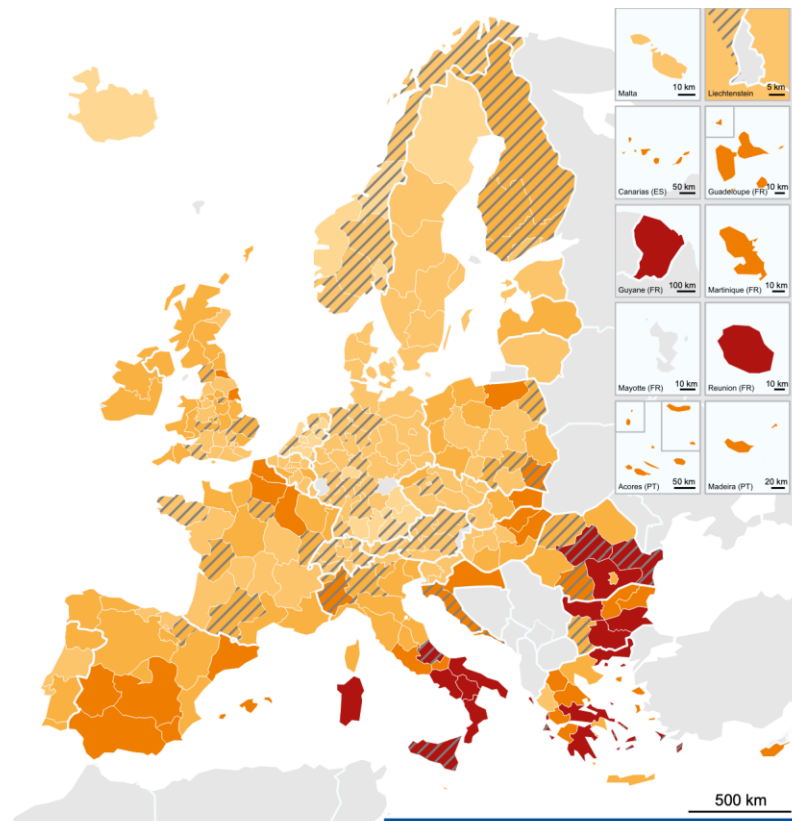 Malta
10 km
Liechtenstein
5 km
Canarias (ES)
50 km
Guadeloupe (FR)
10 km
Guyane (FR)
100 km
Martinique (FR)
10 km
Mayotte (FR)
10 km
Reunion (FR)
10 km
Acores (PT)
50 km
Madeira (PT)
20 km
500 km